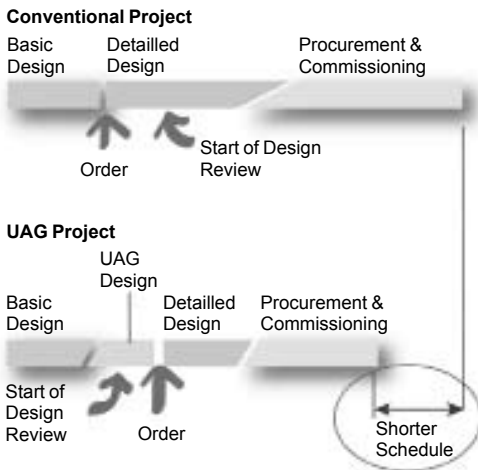 Conventional Project
Basic
Design
Detailled
Design
Procurement &
Commissioning
Order
Start of Design
Review
UAG Project
UAG
Design
Basic
Design
Detailled
Design
Procurement &
Commissioning
Start of
Design
Review
Order
Shorter
Schedule